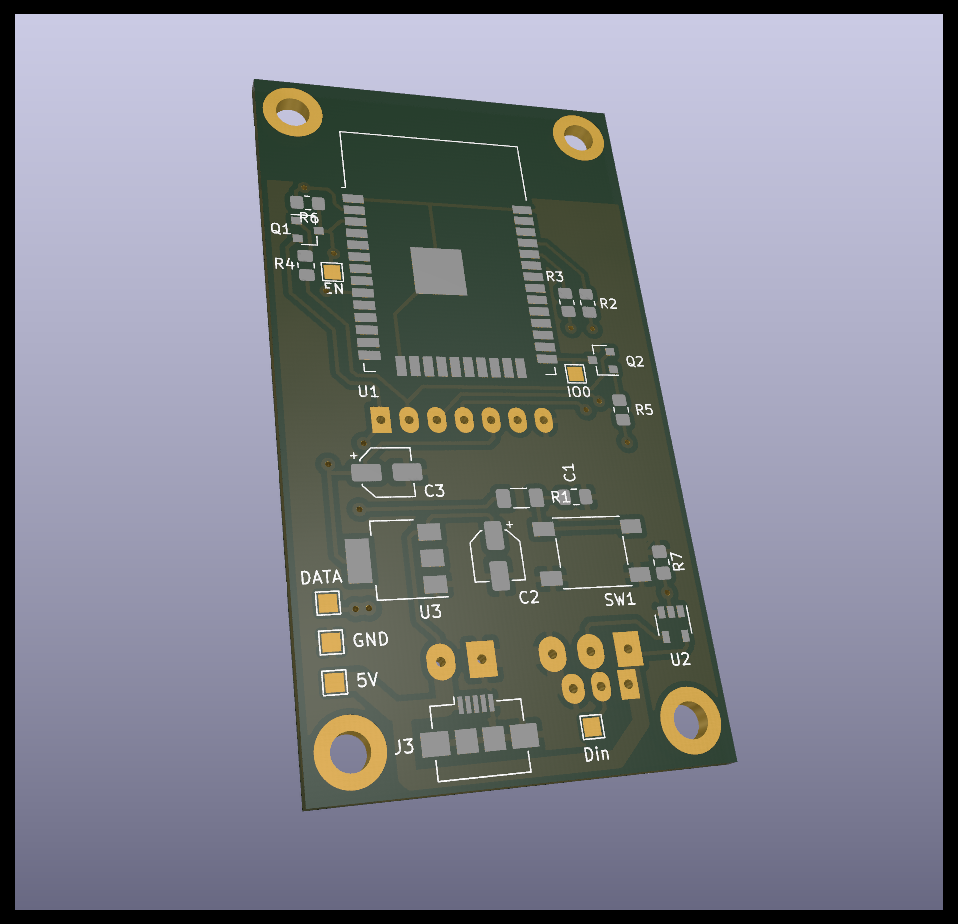 R6
Q1
R4
EN
R3
R2
Q2
IO0
U1
R5
+
C3
C1
R1
+
DATA
R7
C2
SW1
U3
GND
U2
5V
J3
Din